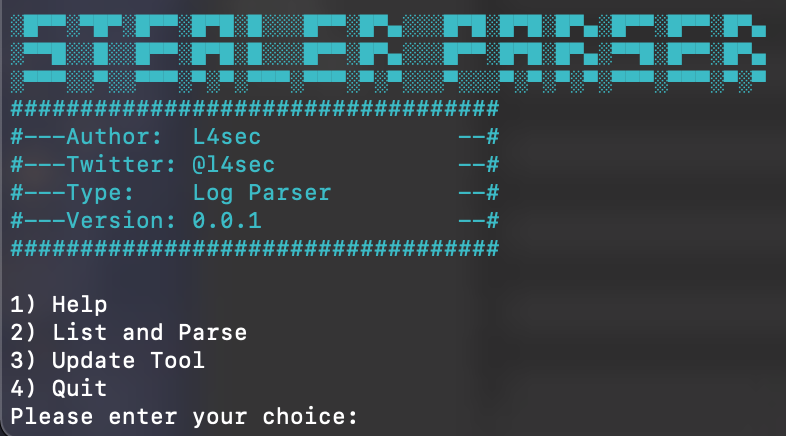 STEALER PARSER
###################################
#---Author:  L4sec              --#
#---Twitter: @l4sec             --#
#---Type:    Log Parser         --#
#---Version: 0.0.1              --#
###################################
1) Help
2) List and Parse
3) Update Tool
4) Quit
Please enter your choice: